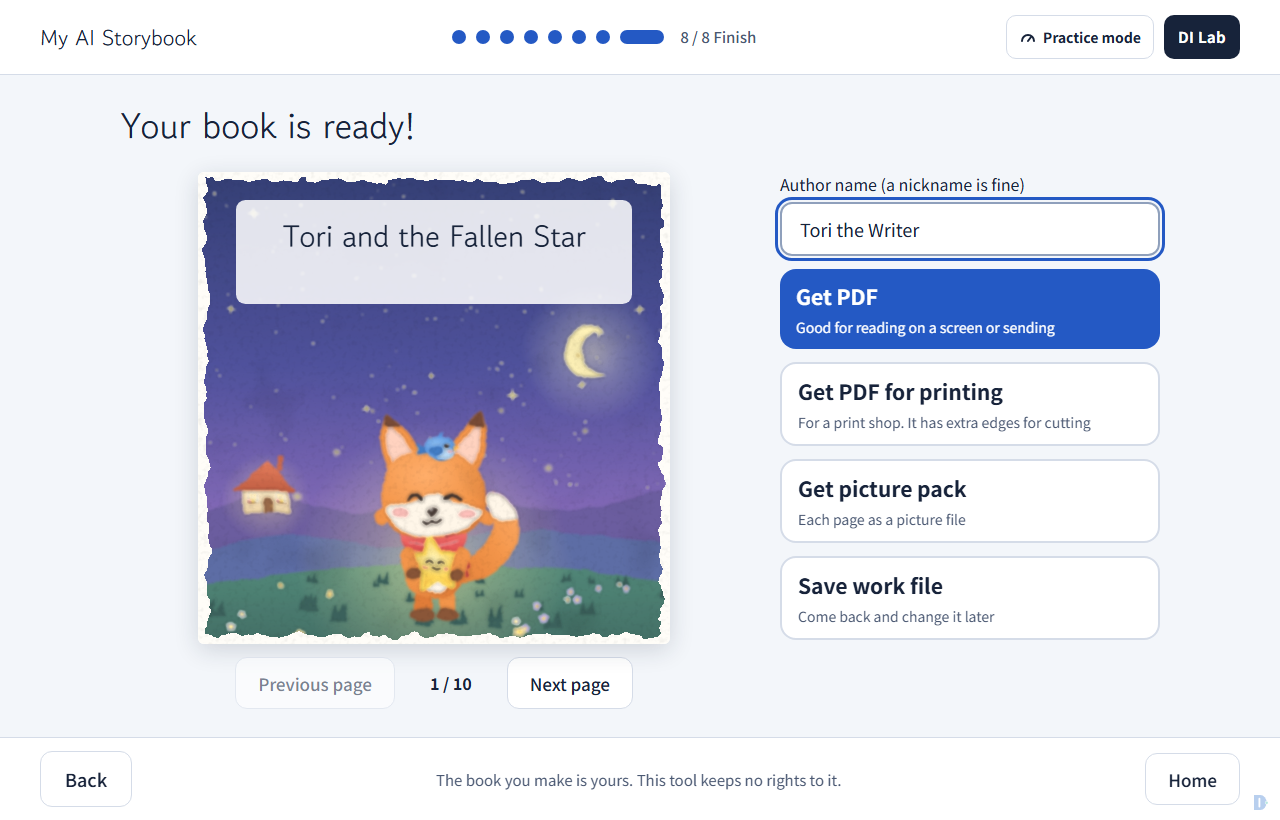 My AI Storybook
8 / 8 Finish
Practice mode
DI Lab
Your book is ready!
Tori and the Fallen Star
Previous page
1 / 10
Next page
Author name (a nickname is fine)
Tori the Writer
Get PDF
Good for reading on a screen or sending
Get PDF for printing
For a print shop. It has extra edges for cutting
Get picture pack
Each page as a picture file
Save work file
Come back and change it later
Back
The book you make is yours. This tool keeps no rights to it.
Home